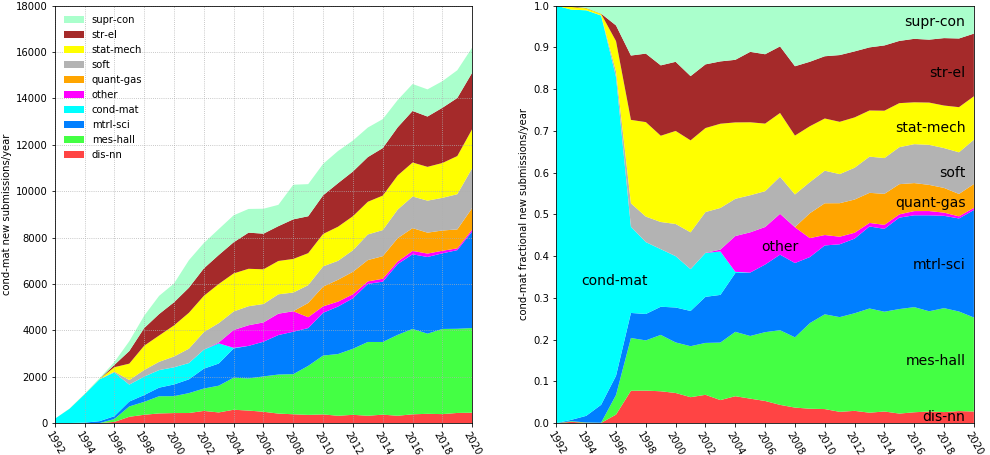 cond-mat new submissions/year
18000
16000
14000
12000
10000
8000
6000
4000
2000
0
supr-con
str-el
stat-mech
soft
quant-gas
other
cond-mat
mtrl-sci
mes-hall
dis-nn
1992
1994
1996
1998
2000
2002
2004
2006
2008
2010
2012
2014
2016
2018
2020
cond-mat fractional new submissions/year
1.0
0.9
0.8
0.7
0.6
0.5
0.4
0.3
0.2
0.1
0.0
supr-con
str-el
stat-mech
soft
quant-gas
other
mtrl-sci
cond-mat
mes-hall
dis-nn
1992
1994
1996
1998
2000
2002
2004
2006
2008
2010
2012
2014
2016
2018
2020